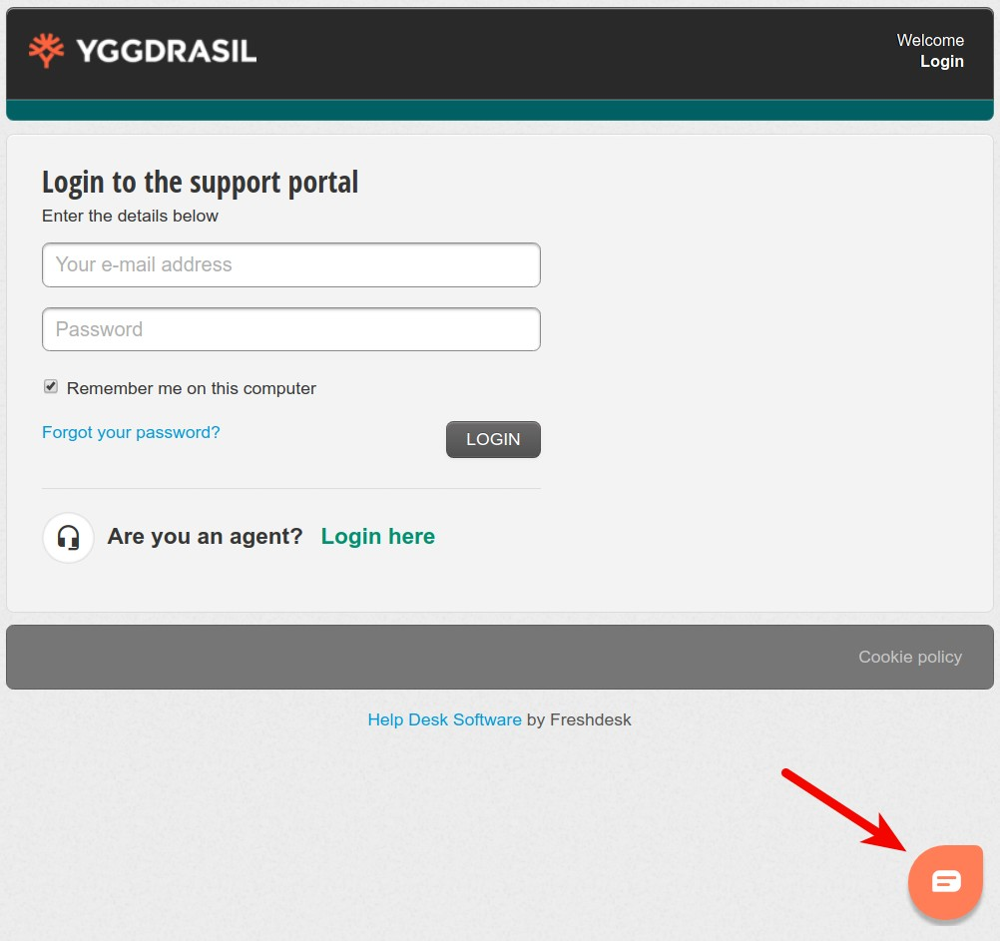 YGGDRASIL
Welcome
Login
Login to the support portal
Enter the details below
Your e-mail address
Password
Remember me on this computer
Forgot your password?
LOGIN
Are you an agent? Login here
Cookie policy
Help Desk Software by Freshdesk